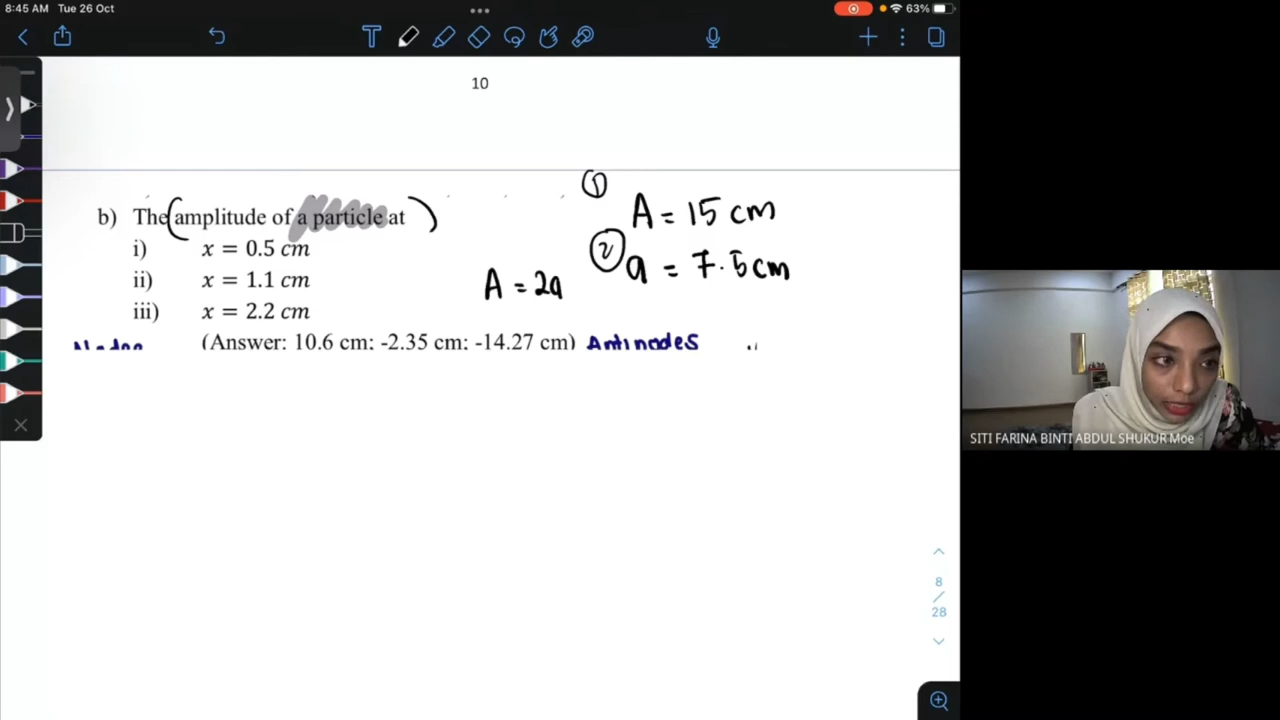 8:45 AM Tue 26 Oct
63%
10
b) The amplitude of a particle at
i) x = 0.5 cm
ii) x = 1.1 cm
iii) x = 2.2 cm
(Answer: 10.6 cm; -2.35 cm; -14.27 cm) Antinodes
1
A = 15 cm
2
a = 7.5 cm
A = 2a
SITI FARINA BINTI ABDUL SHUKUR Moe
8
/
28